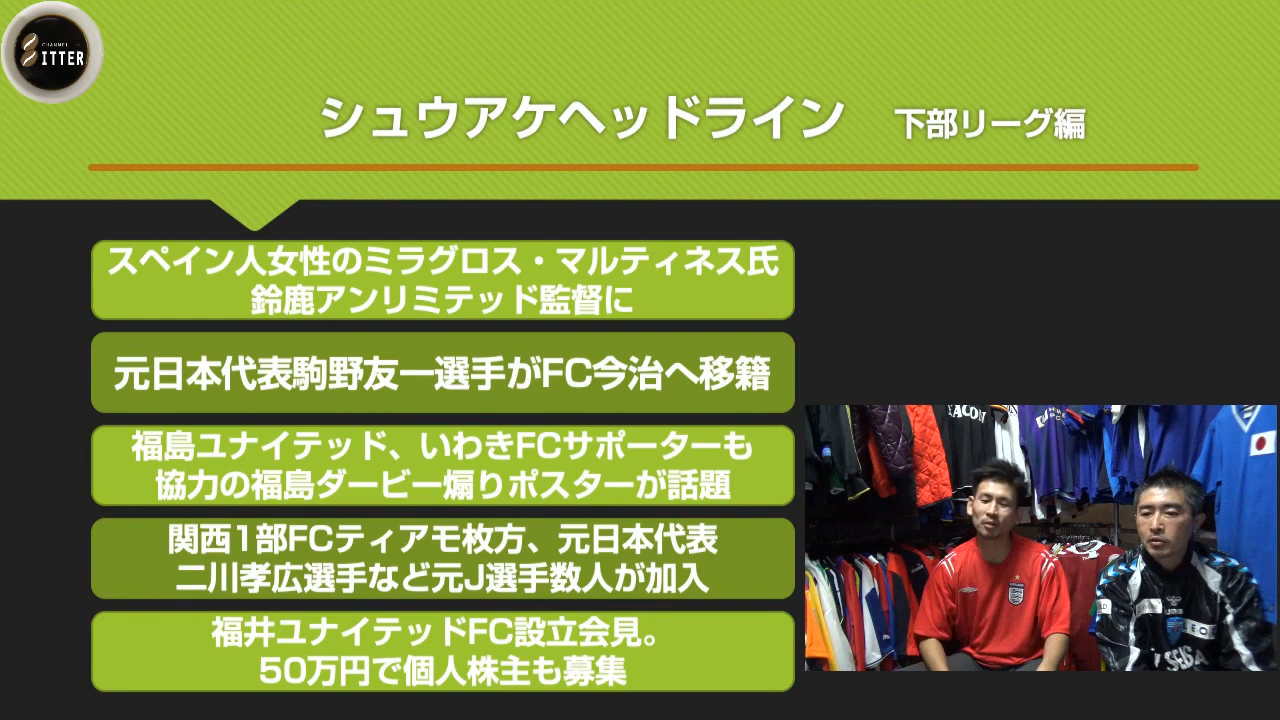 CHANNEL
BITTER
シュウアケヘッドライン 下部リーグ編
スペイン人女性のミラグロス・マルティネス氏
鈴鹿アンリミテッド監督に
元日本代表駒野友一選手がFC今治へ移籍
福島ユナイテッド、いわきFCサポーターも
協力の福島ダービー煽りポスターが話題
関西1部FCティアモ枚方、元日本代表
二川孝広選手など元J選手数人が加入
福井ユナイテッドFC設立会見。
50万円で個人株主も募集